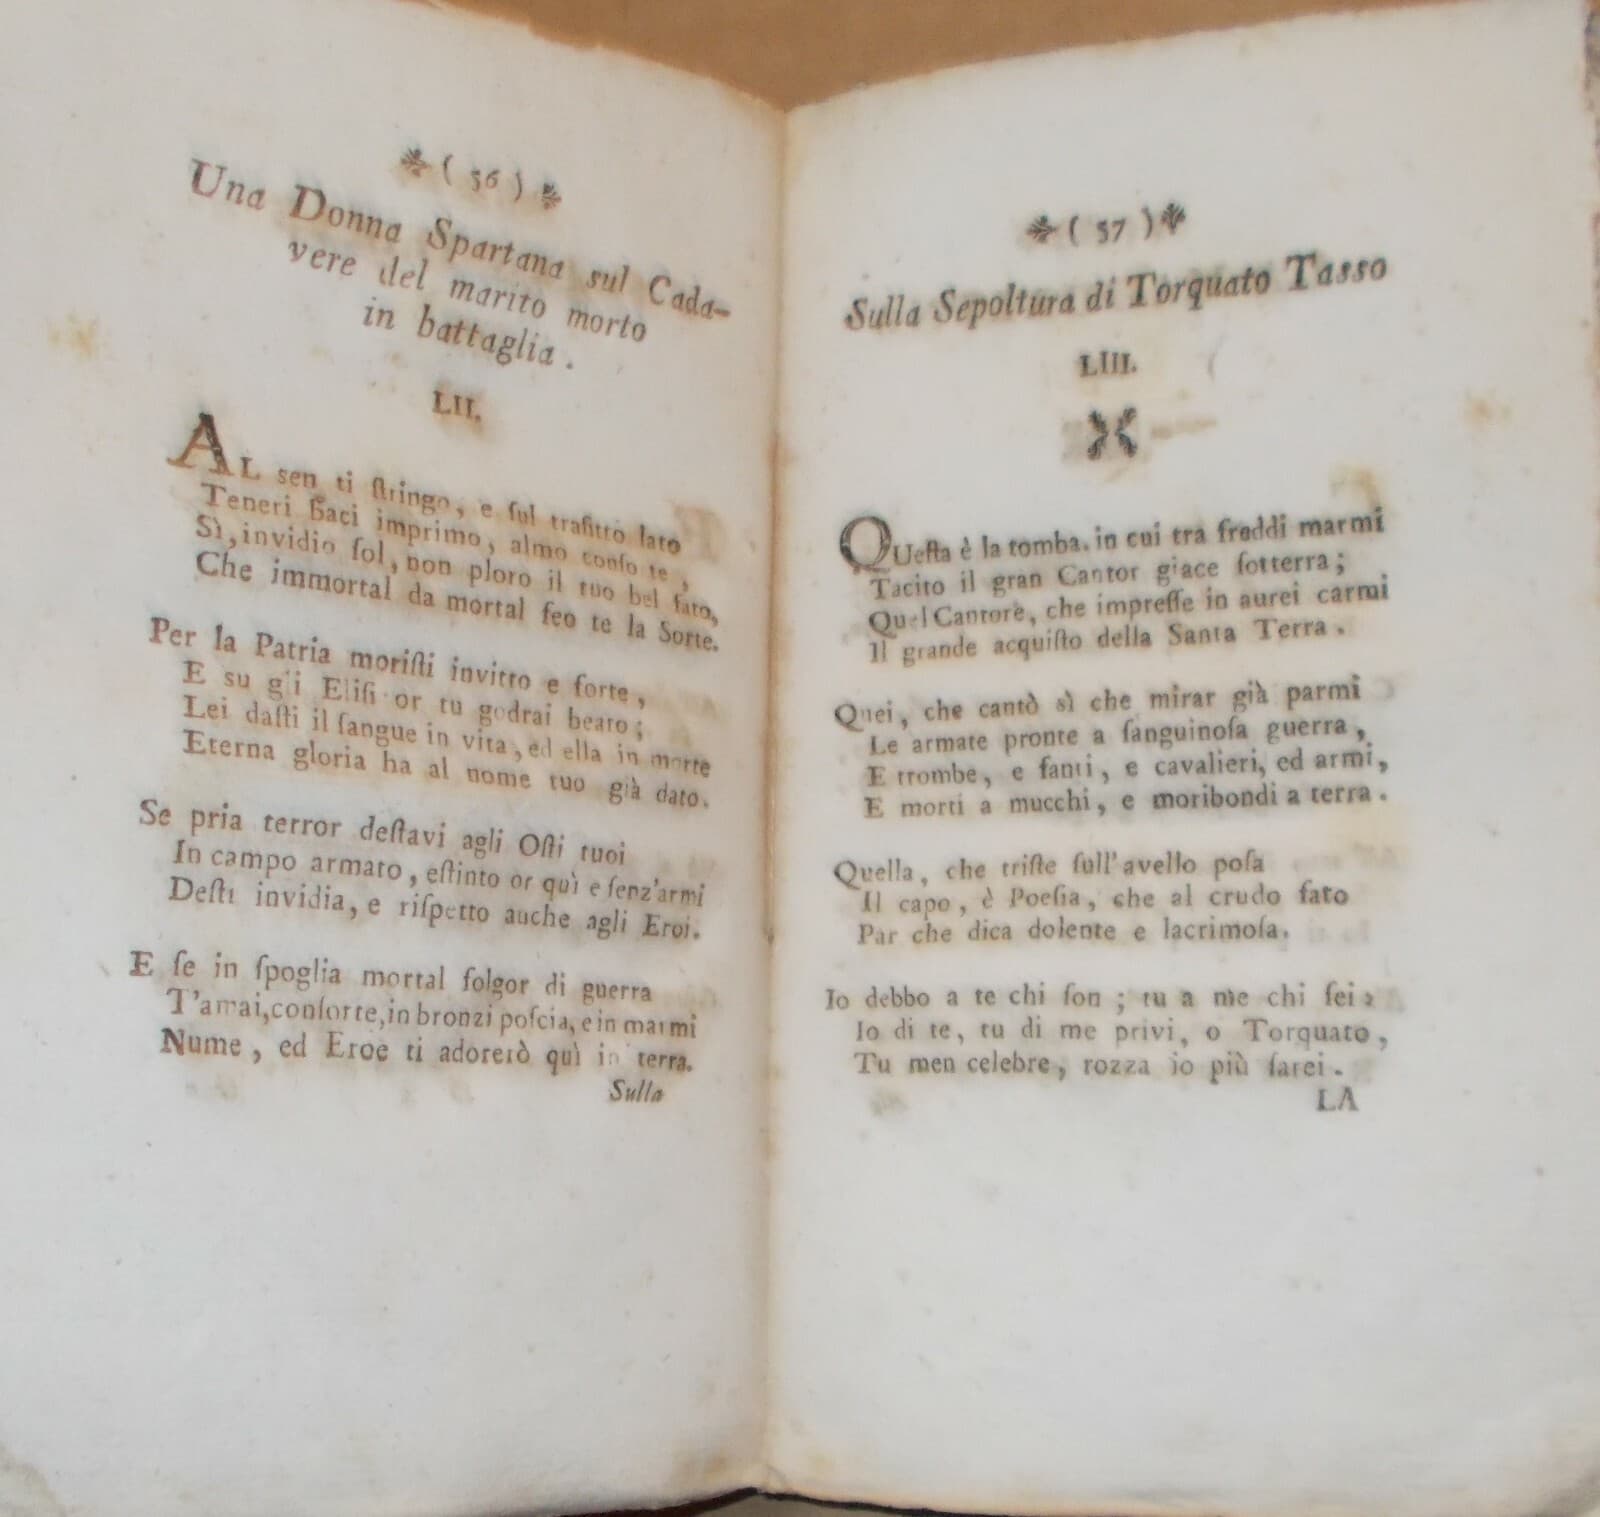 ( 56 )
Una Donna Spartana sul Cada-
vere del marito morto
in battaglia.
LII.
AL sen ti ſtringo, e ſul trafitto lato
Teneri baci imprimo, almo conſo te,
Sì, invidio ſol, non ploro il tuo bel fato,
Che immortal da mortal feo te la Sorte.
Per la Patria moriſti invitto e forte,
E su gli Eliſi or tu godrai beato;
Lei daſti il ſangue in vita, ed ella in morte
Eterna gloria ha al nome tuo già dato.
Se pria terror deſtavi agli Oſti tuoi
In campo armato, eſtinto or quì e ſenz'armi
Deſti invidia, e riſpetto anche agli Eroi.
E ſe in ſpoglia mortal folgor di guerra
T'amai, conſorte, in bronzi poſcia, e in marmi
Nume, ed Eroe ti adorerò quì in terra.
Sulla
( 57 )
Sulla Sepoltura di Torquato Tasso
LIII.
QUeſta è la tomba. in cui tra freddi marmi
Tacito il gran Cantor giace ſotterra;
Quel Cantore, che impreſſe in aurei carmi
Il grande acquiſto della Santa Terra.
Quei, che cantò sì che mirar già parmi
Le armate pronte a ſanguinoſa guerra,
E trombe, e fanti, e cavalieri, ed armi,
E morti a mucchi, e moribondi a terra.
Quella, che triſte ſull'avello poſa
Il capo, è Poeſia, che al crudo fato
Par che dica dolente e lacrimoſa.
Io debbo a te chi ſon; tu a me chi ſei:
Io di te, tu di me privi, o Torquato,
Tu men celebre, rozza io più ſarei.
LA